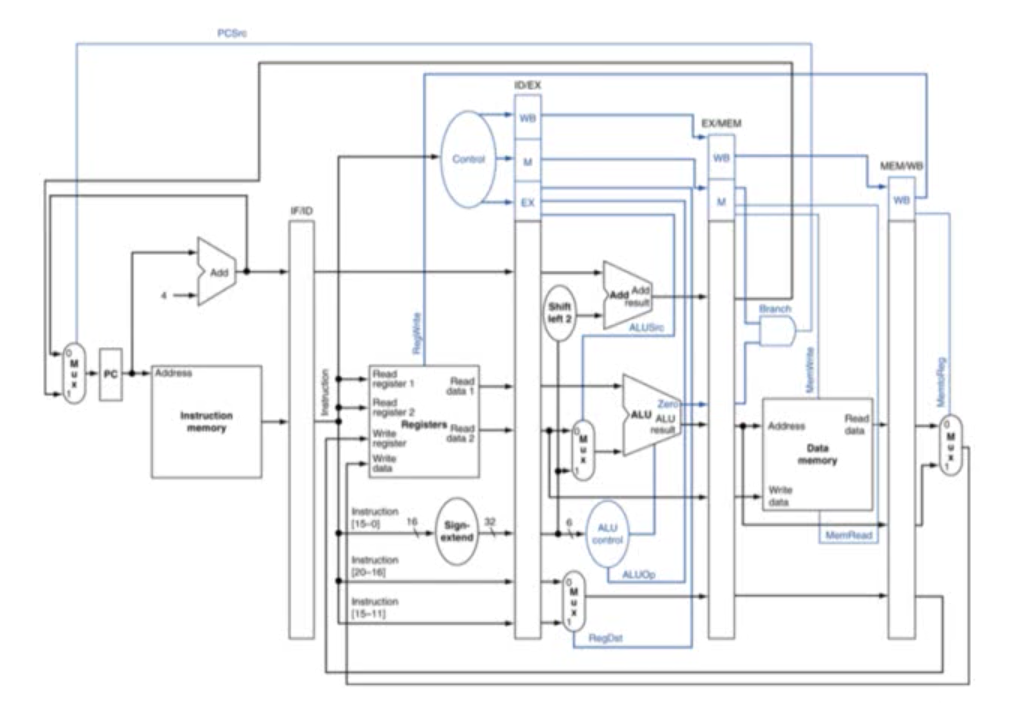 PCSrc
ID/EX
WB
EX/MEM
Control
M
WB
MEM/WB
EX
M
WB
IF/ID
Add
4
Shift
left 2
Add
Add
result
ALUSrc
Branch
RegWrite
MemWrite
MemtoReg
0
M
u
x
1
PC
Address
Instruction
memory
Instruction
Read
register 1
Read
register 2
Write
register
Write
data
Registers
Read
data 1
Read
data 2
0
M
u
x
1
ALU
Zero
ALU
result
Address
Read
data
Data
memory
Write
data
MemRead
0
M
u
x
1
Instruction
[15–0]
16
Sign-
extend
32
6
ALU
control
ALUOp
Instruction
[20–16]
Instruction
[15–11]
0
M
u
x
1
RegDst